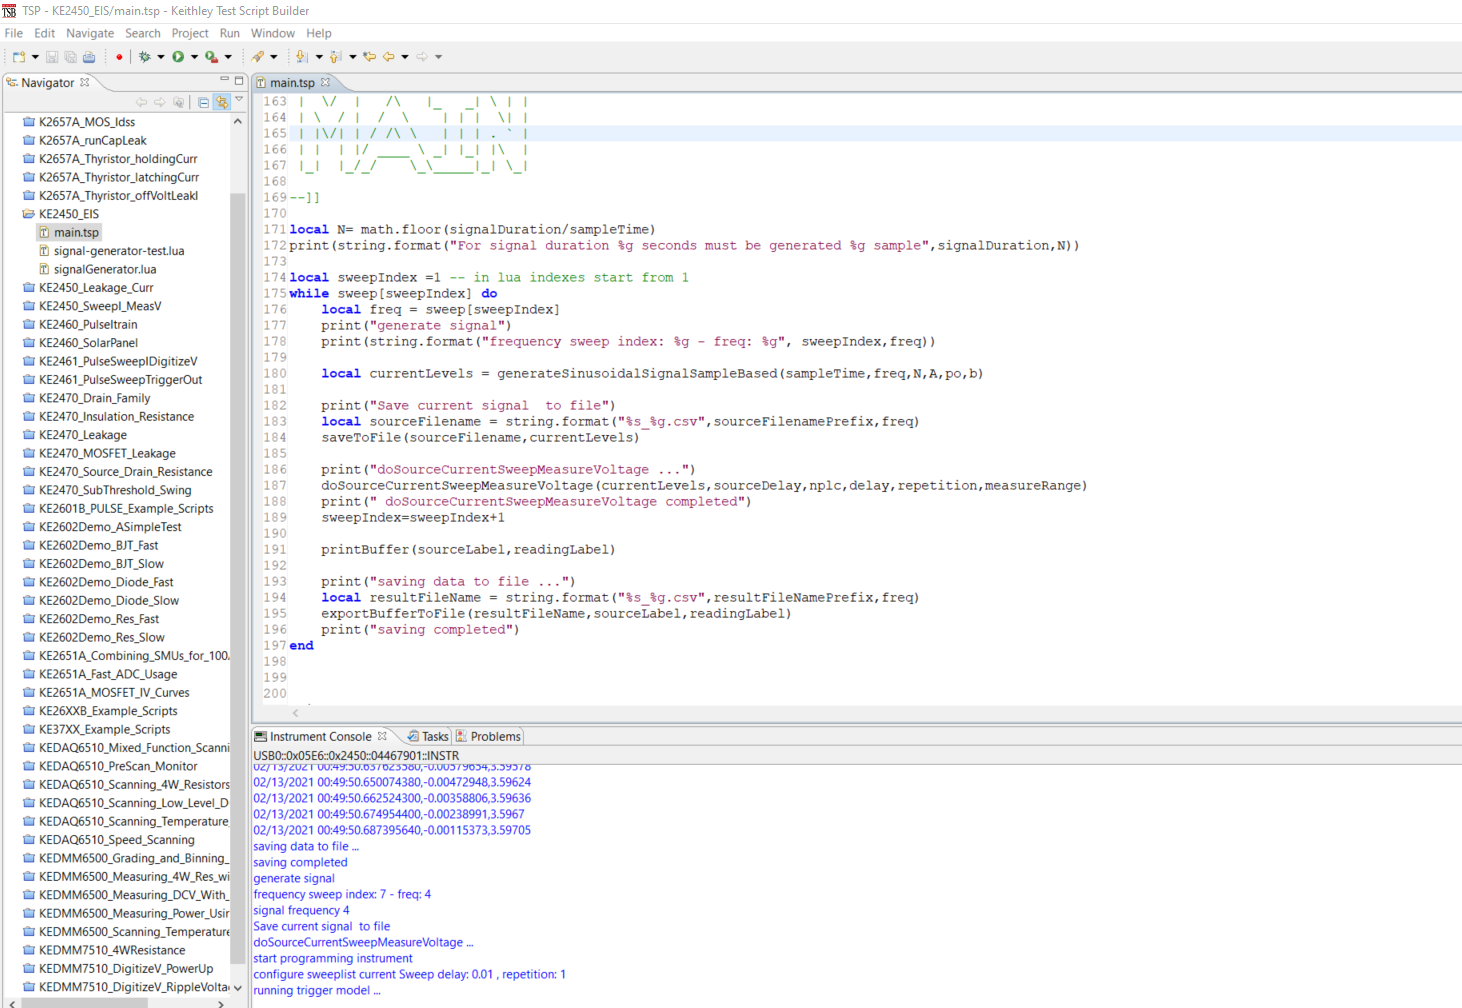 TSP - KE2450_EIS/main.tsp - Keithley Test Script Builder
File Edit Navigate Search Project Run Window Help
Navigator
K2657A_MOS_Idss
K2657A_runCapLeak
K2657A_Thyristor_holdingCurr
K2657A_Thyristor_latchingCurr
K2657A_Thyristor_offVoltLeakI
KE2450_EIS
main.tsp
signal-generator-test.lua
signalGenerator.lua
KE2450_Leakage_Curr
KE2450_SweepI_MeasV
KE2460_PulseItrain
KE2460_SolarPanel
KE2461_PulseSweepIDigitizeV
KE2461_PulseSweepTriggerOut
KE2470_Drain_Family
KE2470_Insulation_Resistance
KE2470_Leakage
KE2470_MOSFET_Leakage
KE2470_Source_Drain_Resistance
KE2470_SubThreshold_Swing
KE2601B_PULSE_Example_Scripts
KE2602Demo_ASimpleTest
KE2602Demo_BJT_Fast
KE2602Demo_BJT_Slow
KE2602Demo_Diode_Fast
KE2602Demo_Diode_Slow
KE2602Demo_Res_Fast
KE2602Demo_Res_Slow
KE2651A_Combining_SMUs_for_100
KE2651A_Fast_ADC_Usage
KE2651A_MOSFET_IV_Curves
KE26XXB_Example_Scripts
KE37XX_Example_Scripts
KEDAQ6510_Mixed_Function_Scanni
KEDAQ6510_PreScan_Monitor
KEDAQ6510_Scanning_4W_Resistors
KEDAQ6510_Scanning_Low_Level_D
KEDAQ6510_Scanning_Temperature
KEDAQ6510_Speed_Scanning
KEDMM6500_Grading_and_Binning_
KEDMM6500_Measuring_4W_Res_wi
KEDMM6500_Measuring_DCV_With_
KEDMM6500_Measuring_Power_Usin
KEDMM6500_Scanning_Temperature
KEDMM7510_4WResistance
KEDMM7510_DigitizeV_PowerUp
KEDMM7510_DigitizeV_RippleVolta
main.tsp
163 |  \/  |   /\   |_   _| \ | |
164 | \  / |  /  \    | | |  \| |
165 | |\/| | / /\ \   | | | . ` |
166 | |  | |/ ____ \ _| |_| |\  |
167 |_|  |_/_/    \_\_____|_| \_|
168
169 --]]
170
171 local N= math.floor(signalDuration/sampleTime)
172 print(string.format("For signal duration %g seconds must be generated %g sample",signalDuration,N))
173
174 local sweepIndex =1 -- in lua indexes start from 1
175 while sweep[sweepIndex] do
176     local freq = sweep[sweepIndex]
177     print("generate signal")
178     print(string.format("frequency sweep index: %g - freq: %g", sweepIndex,freq))
179
180     local currentLevels = generateSinusoidalSignalSampleBased(sampleTime,freq,N,A,po,b)
181
182     print("Save current signal  to file")
183     local sourceFilename = string.format("%s_%g.csv",sourceFilenamePrefix,freq)
184     saveToFile(sourceFilename,currentLevels)
185
186     print("doSourceCurrentSweepMeasureVoltage ...")
187     doSourceCurrentSweepMeasureVoltage(currentLevels,sourceDelay,nplc,delay,repetition,measureRange)
188     print(" doSourceCurrentSweepMeasureVoltage completed")
189     sweepIndex=sweepIndex+1
190
191     printBuffer(sourceLabel,readingLabel)
192
193     print("saving data to file ...")
194     local resultFileName = string.format("%s_%g.csv",resultFileNamePrefix,freq)
195     exportBufferToFile(resultFileName,sourceLabel,readingLabel)
196     print("saving completed")
197 end
198
199
200
Instrument Console Tasks Problems
USB0::0x05E6::0x2450::04467901::INSTR
02/13/2021 00:49:50.637623580,-0.00579654,3.59578
02/13/2021 00:49:50.650074380,-0.00472948,3.59624
02/13/2021 00:49:50.662524300,-0.00358806,3.59636
02/13/2021 00:49:50.674954400,-0.00238991,3.5967
02/13/2021 00:49:50.687395640,-0.00115373,3.59705
saving data to file ...
saving completed
generate signal
frequency sweep index: 7 - freq: 4
signal frequency 4
Save current signal  to file
doSourceCurrentSweepMeasureVoltage ...
start programming instrument
configure sweeplist current Sweep delay: 0.01 , repetition: 1
running trigger model ...